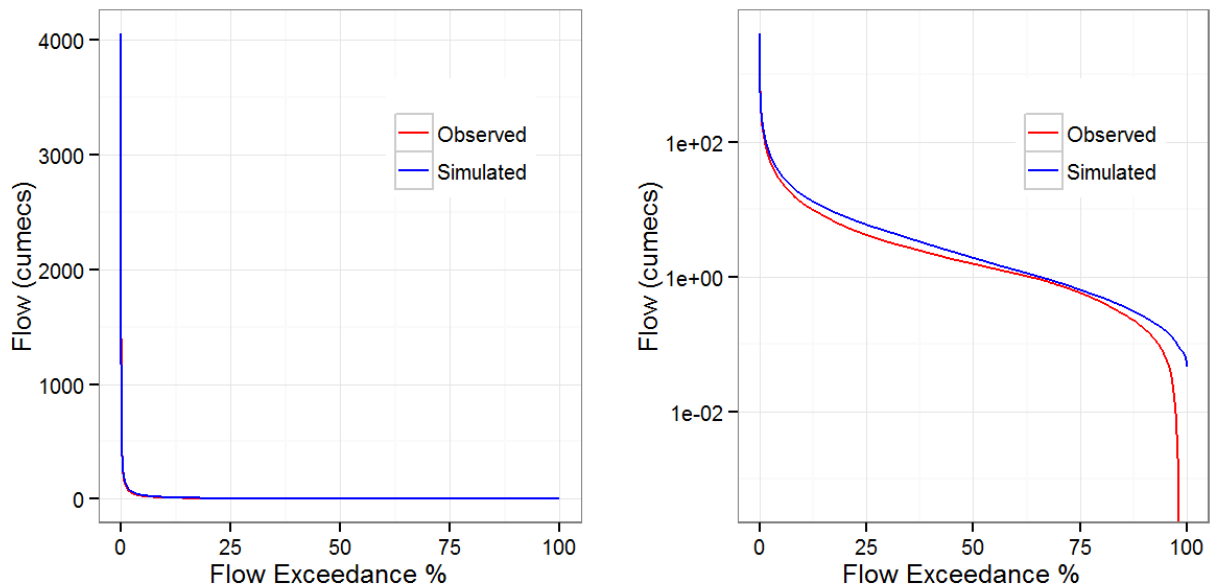 4000
3000
2000
1000
0
Flow (cumecs)
Observed
Simulated
0
25
50
75
100
Flow Exceedance %
1e+02
1e+00
1e-02
Flow (cumecs)
Observed
Simulated
0
25
50
75
100
Flow Exceedance %